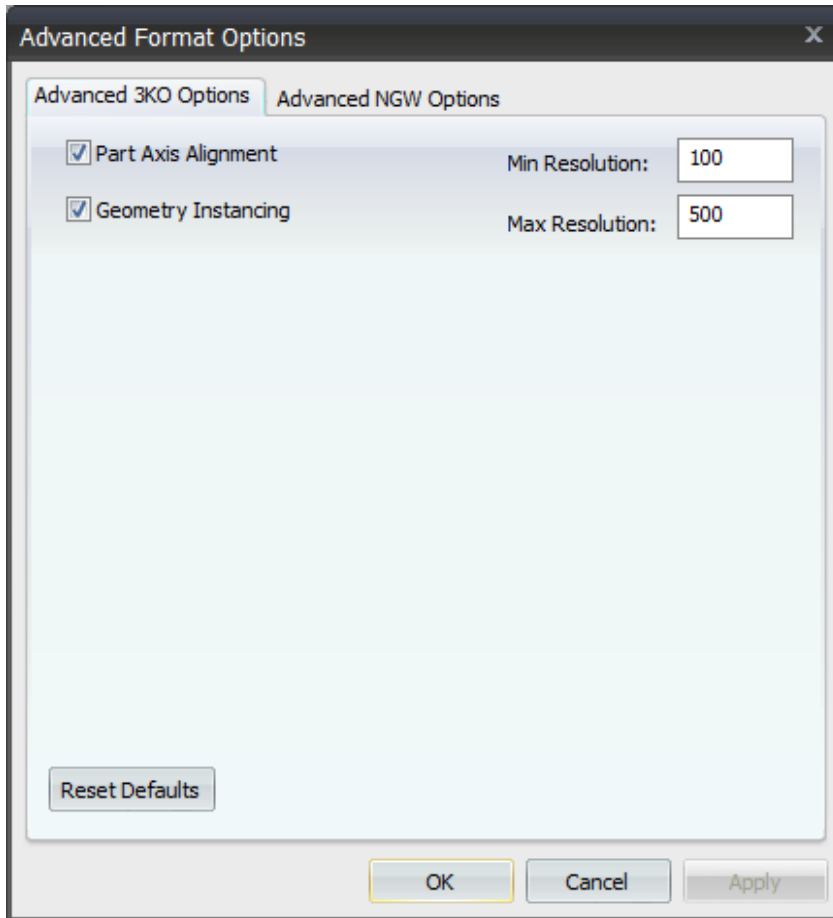 Advanced Format Options
X
Advanced 3KO Options
Advanced NGW Options
Part Axis Alignment
Min Resolution: 100
Geometry Instancing
Max Resolution: 500
Reset Defaults
OK
Cancel
Apply